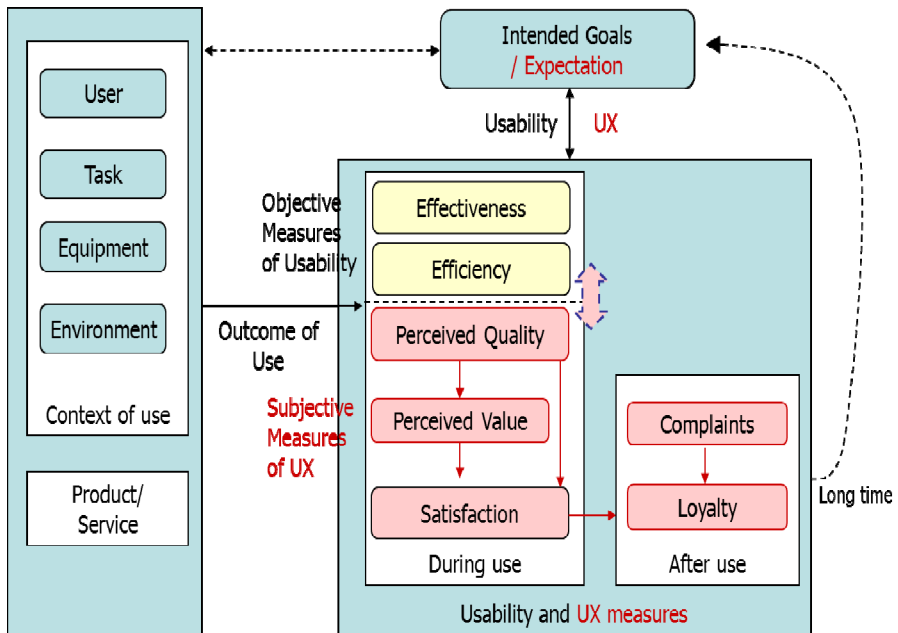 Intended Goals
/ Expectation
User
Task
Equipment
Environment
Context of use
Product/
Service
Usability UX
Objective
Measures
of Usability
Outcome of
Use
Subjective
Measures
of UX
Effectiveness
Efficiency
Perceived Quality
Perceived Value
Satisfaction
During use
Complaints
Loyalty
After use
Long time
Usability and UX measures